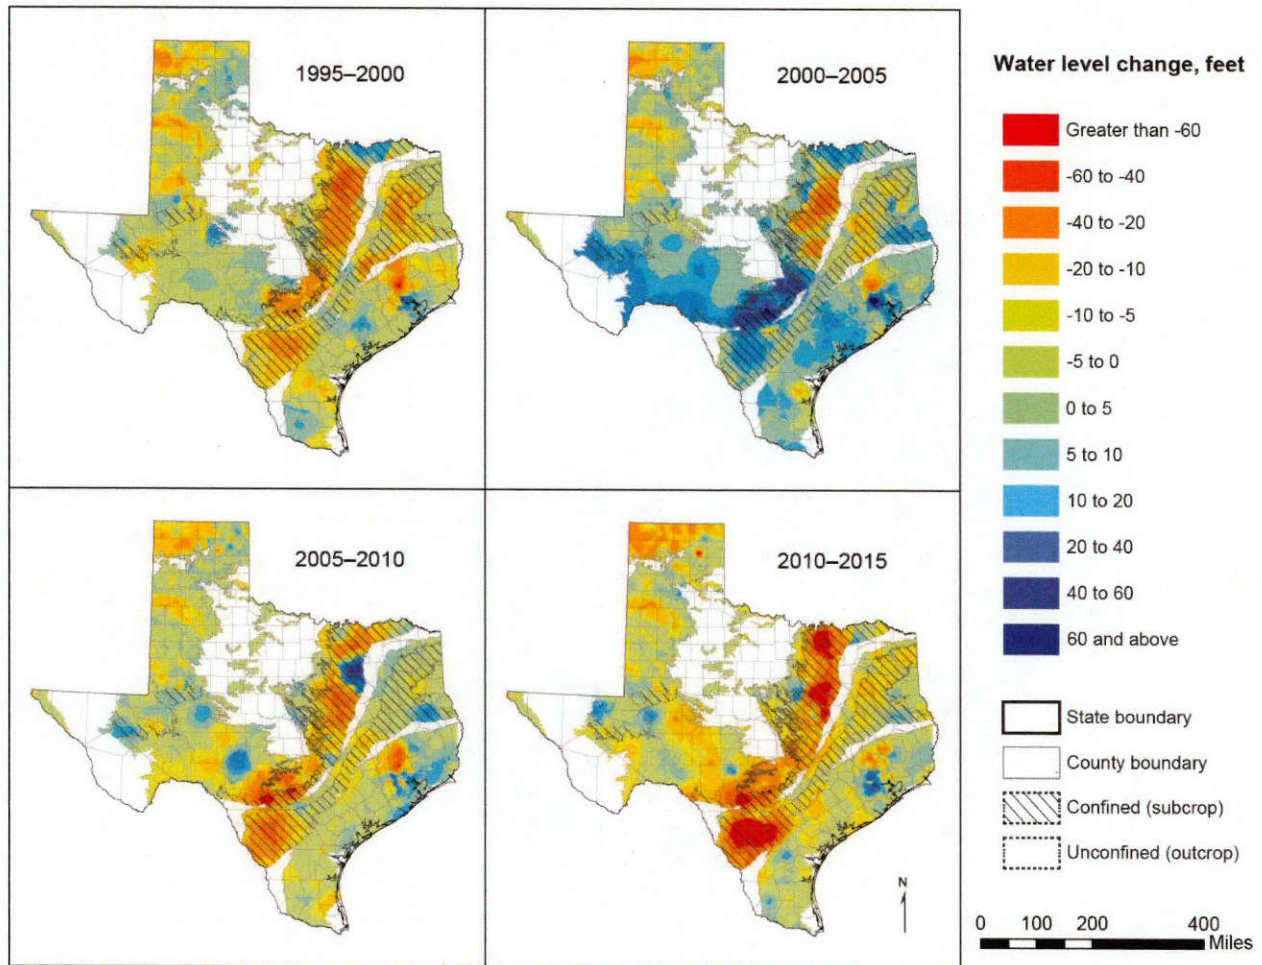 1995–2000
2000–2005
2005–2010
2010–2015
N
Water level change, feet
Greater than -60
-60 to -40
-40 to -20
-20 to -10
-10 to -5
-5 to 0
0 to 5
5 to 10
10 to 20
20 to 40
40 to 60
60 and above
State boundary
County boundary
Confined (subcrop)
Unconfined (outcrop)
0 100 200 400
Miles